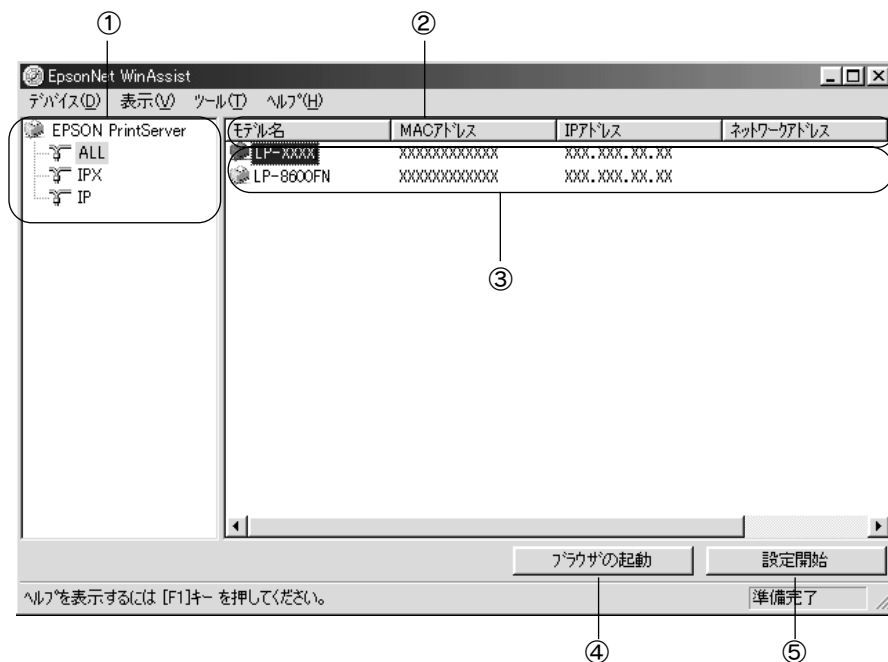 ① ②
EpsonNet WinAssist
デバイス(D) 表示(V) ツール(T) ヘルプ(H)
EPSON PrintServer
ALL
IPX
IP
モデル名 MACアドレス IPアドレス ネットワークアドレス
LP-XXXX XXXXXXXXXXXX XXX.XXX.XX.XX
LP-8600FN XXXXXXXXXXXX XXX.XXX.XX.XX
③
ブラウザの起動 設定開始
ヘルプを表示するには [F1]キー を押してください。 準備完了
④ ⑤